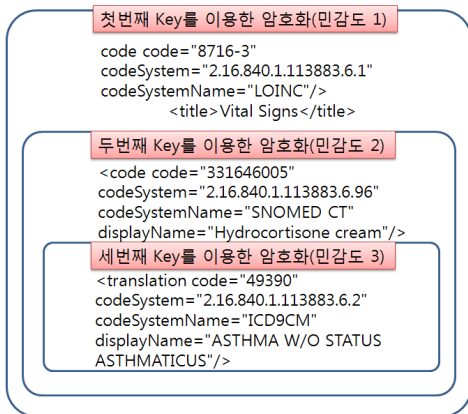 첫번째 Key를 이용한 암호화(민감도 1)
code code="8716-3"
codeSystem="2.16.840.1.113883.6.1"
codeSystemName="LOINC"/>
<title>Vital Signs</title>
두번째 Key를 이용한 암호화(민감도 2)
<code code="331646005"
codeSystem="2.16.840.1.113883.6.96"
codeSystemName="SNOMED CT"
displayName="Hydrocortisone cream"/>
세번째 Key를 이용한 암호화(민감도 3)
<translation code="49390"
codeSystem="2.16.840.1.113883.6.2"
codeSystemName="ICD9CM"
displayName="ASTHMA W/O STATUS
ASTHMATICUS"/>